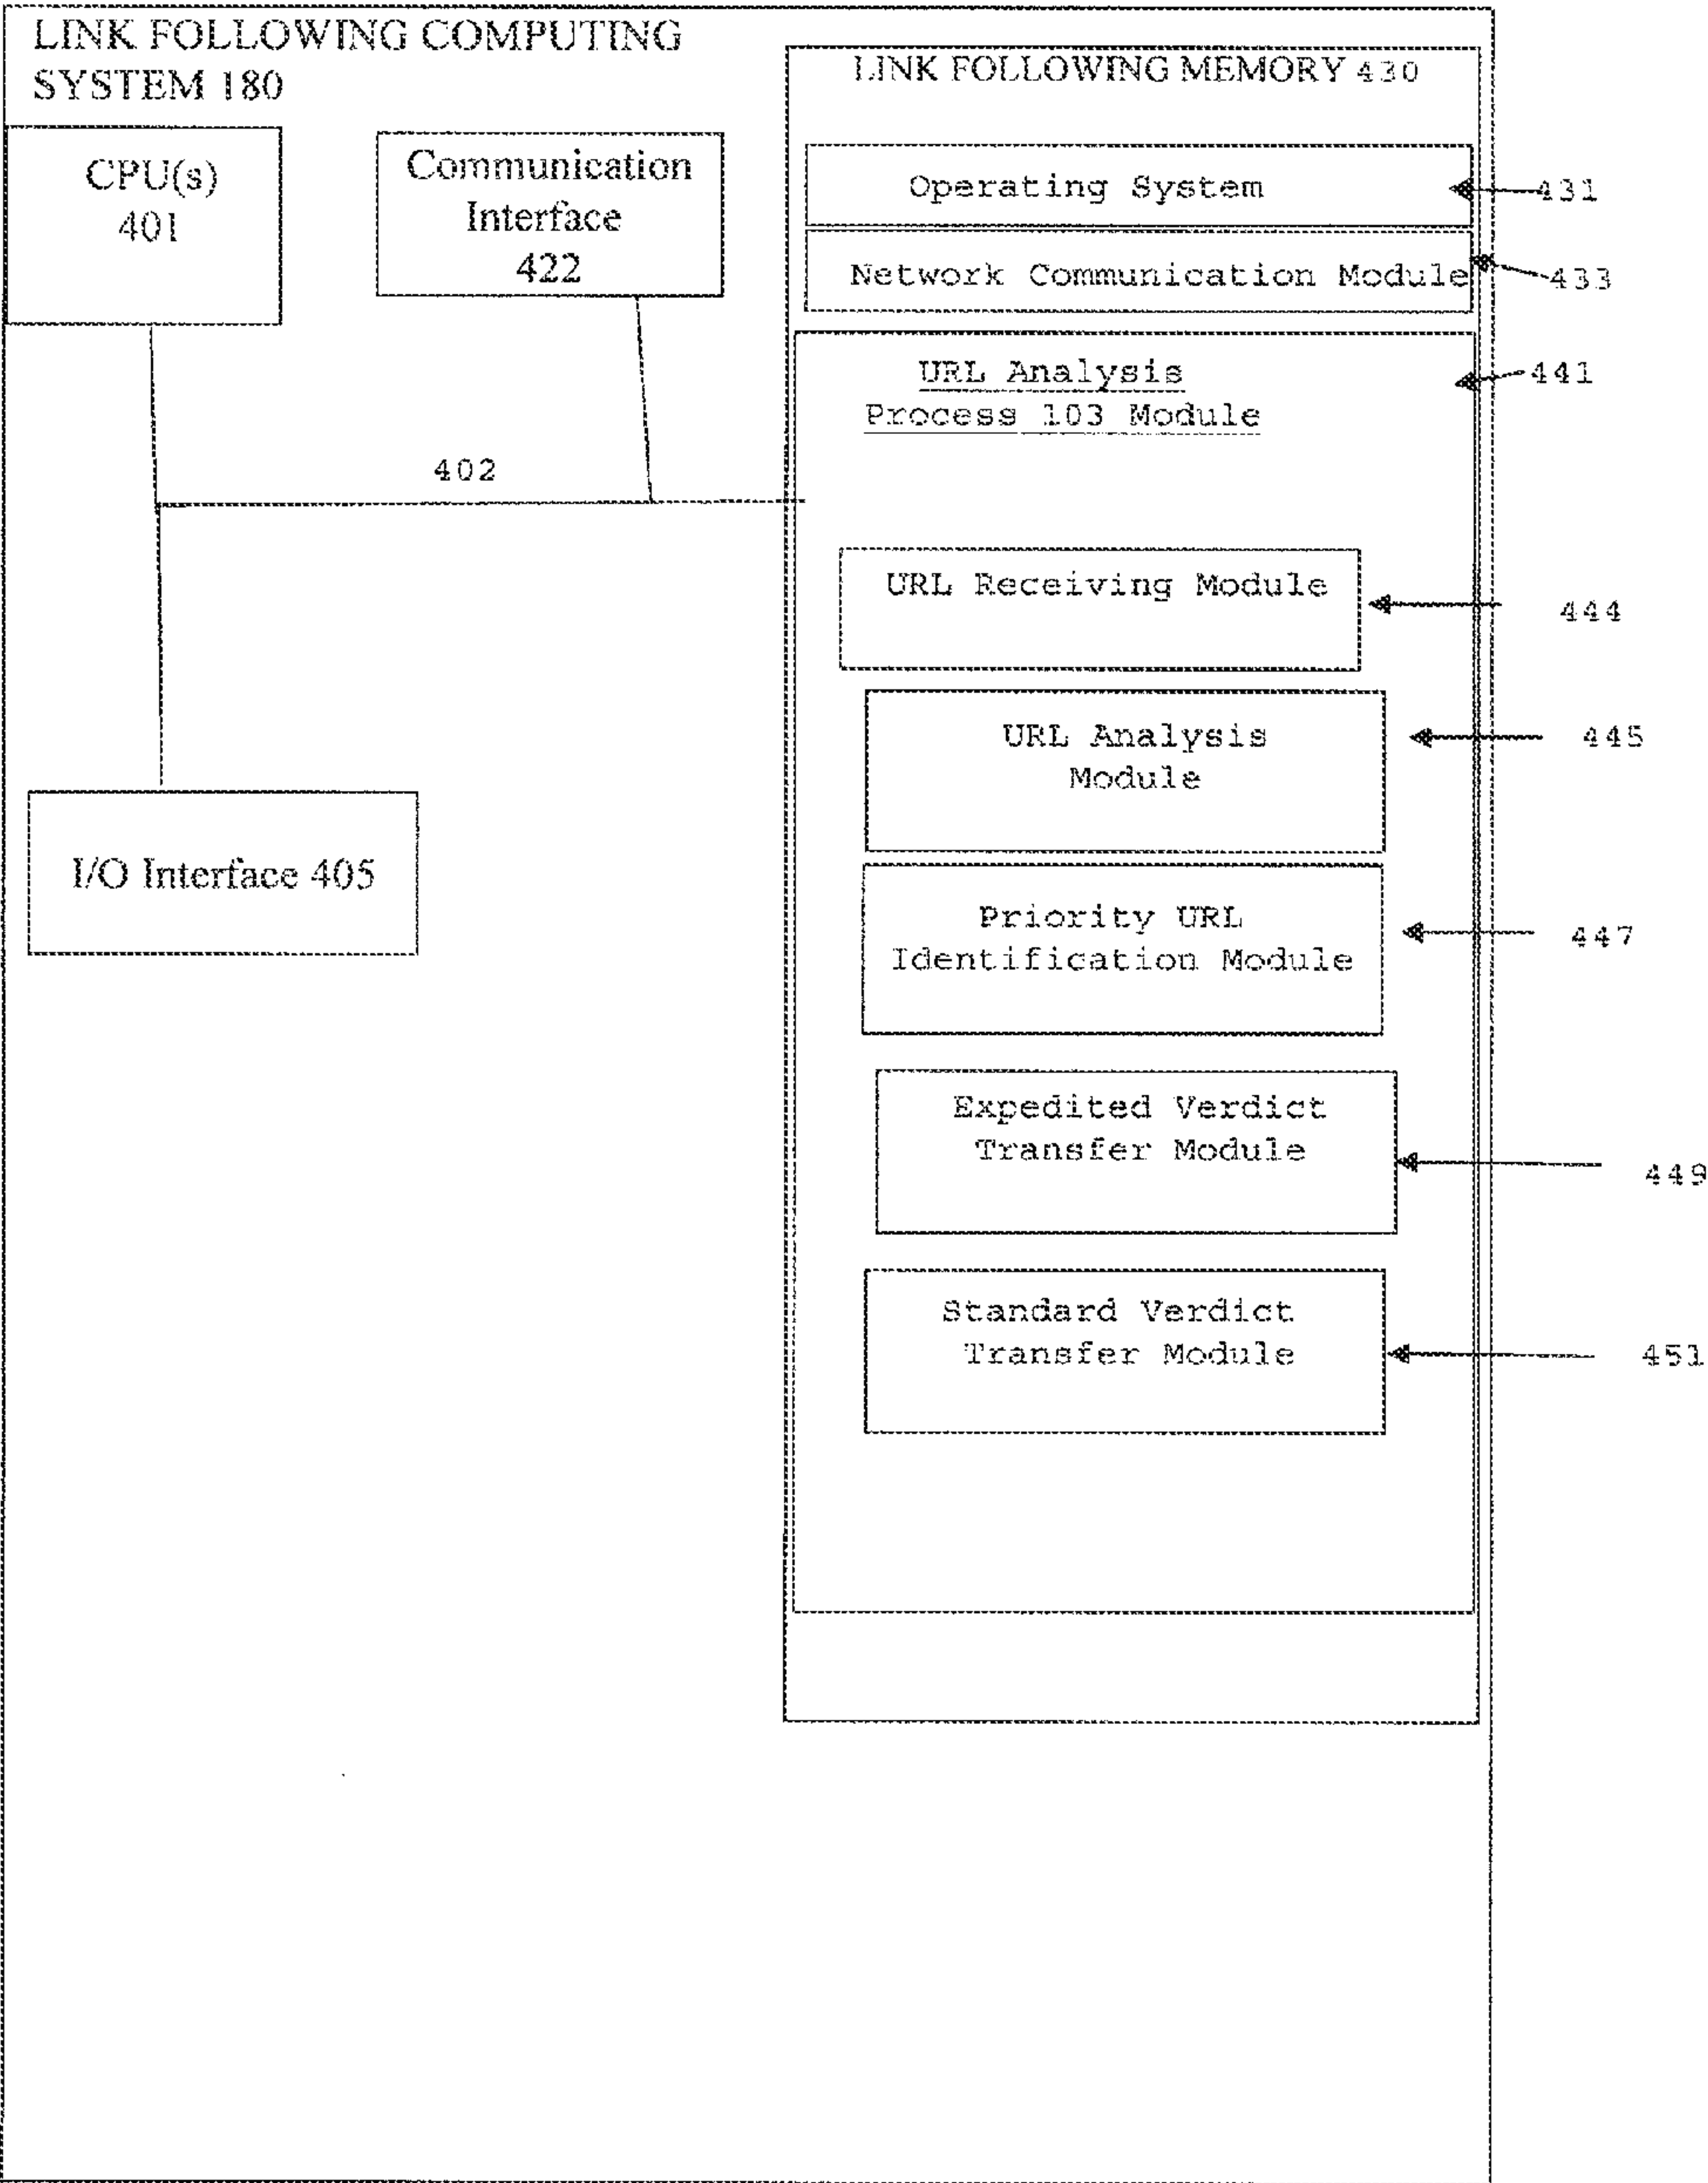 LINK FOLLOWING COMPUTING
SYSTEM 180
CPU(s)
401
Communication
Interface
422
402
I/O Interface 405
LINK FOLLOWING MEMORY 430
Operating System
431
Network Communication Module
433
URL Analysis
Process 103 Module
441
URL Receiving Module
444
URL Analysis
Module
445
Priority URL
Identification Module
447
Expedited Verdict
Transfer Module
449
Standard Verdict
Transfer Module
451